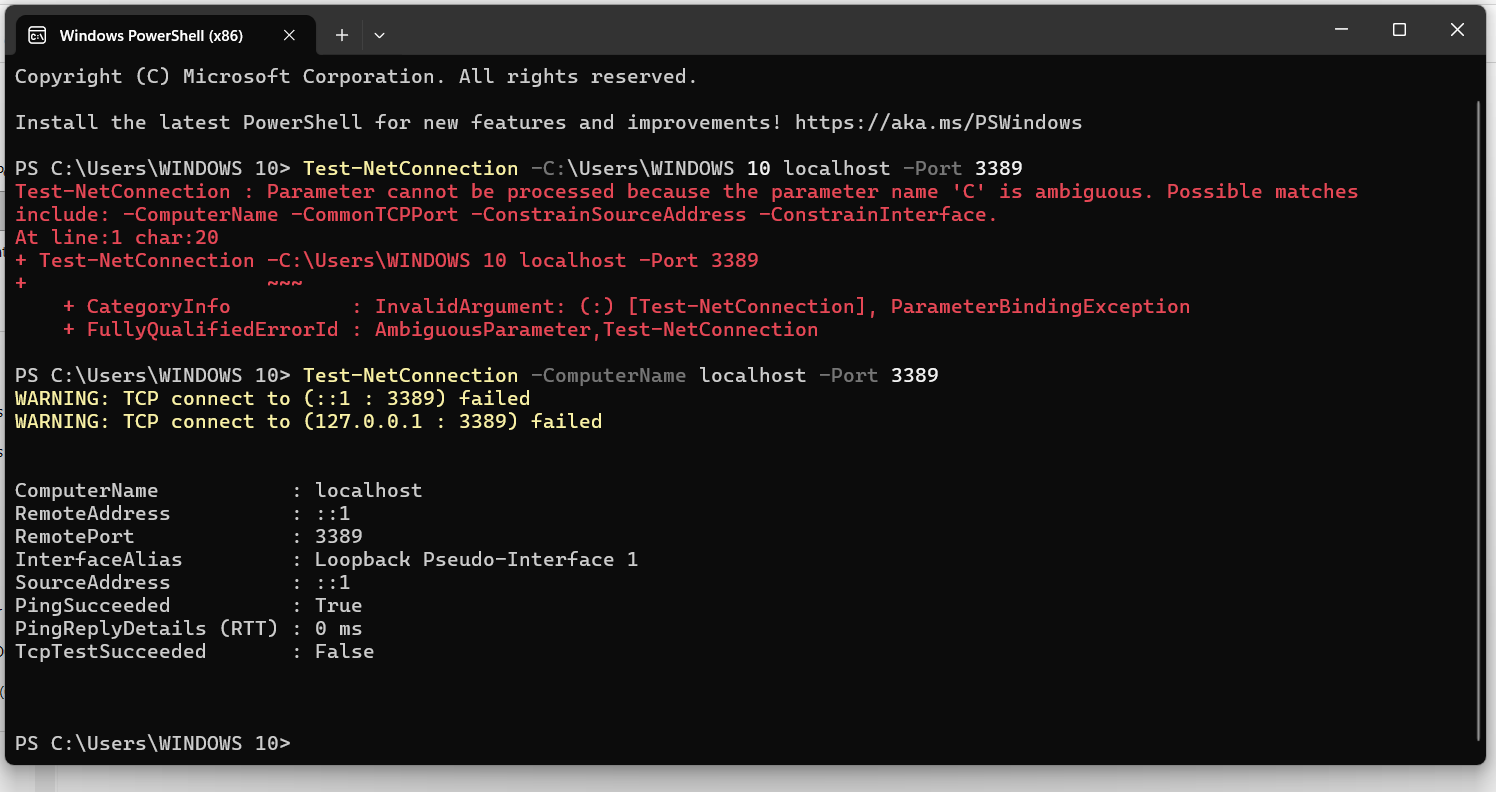 Windows PowerShell (x86)
Copyright (C) Microsoft Corporation. All rights reserved.
Install the latest PowerShell for new features and improvements! https://aka.ms/PSWindows
PS C:\Users\WINDOWS 10> Test-NetConnection -C:\Users\WINDOWS 10 localhost -Port 3389
Test-NetConnection : Parameter cannot be processed because the parameter name 'C' is ambiguous. Possible matches
include: -ComputerName -CommonTCPPort -ConstrainSourceAddress -ConstrainInterface.
At line:1 char:20
+ Test-NetConnection -C:\Users\WINDOWS 10 localhost -Port 3389
+                    ~~~
    + CategoryInfo          : InvalidArgument: (:) [Test-NetConnection], ParameterBindingException
    + FullyQualifiedErrorId : AmbiguousParameter,Test-NetConnection
PS C:\Users\WINDOWS 10> Test-NetConnection -ComputerName localhost -Port 3389
WARNING: TCP connect to (::1 : 3389) failed
WARNING: TCP connect to (127.0.0.1 : 3389) failed
ComputerName           : localhost
RemoteAddress          : ::1
RemotePort             : 3389
InterfaceAlias         : Loopback Pseudo-Interface 1
SourceAddress          : ::1
PingSucceeded          : True
PingReplyDetails (RTT) : 0 ms
TcpTestSucceeded       : False
PS C:\Users\WINDOWS 10>